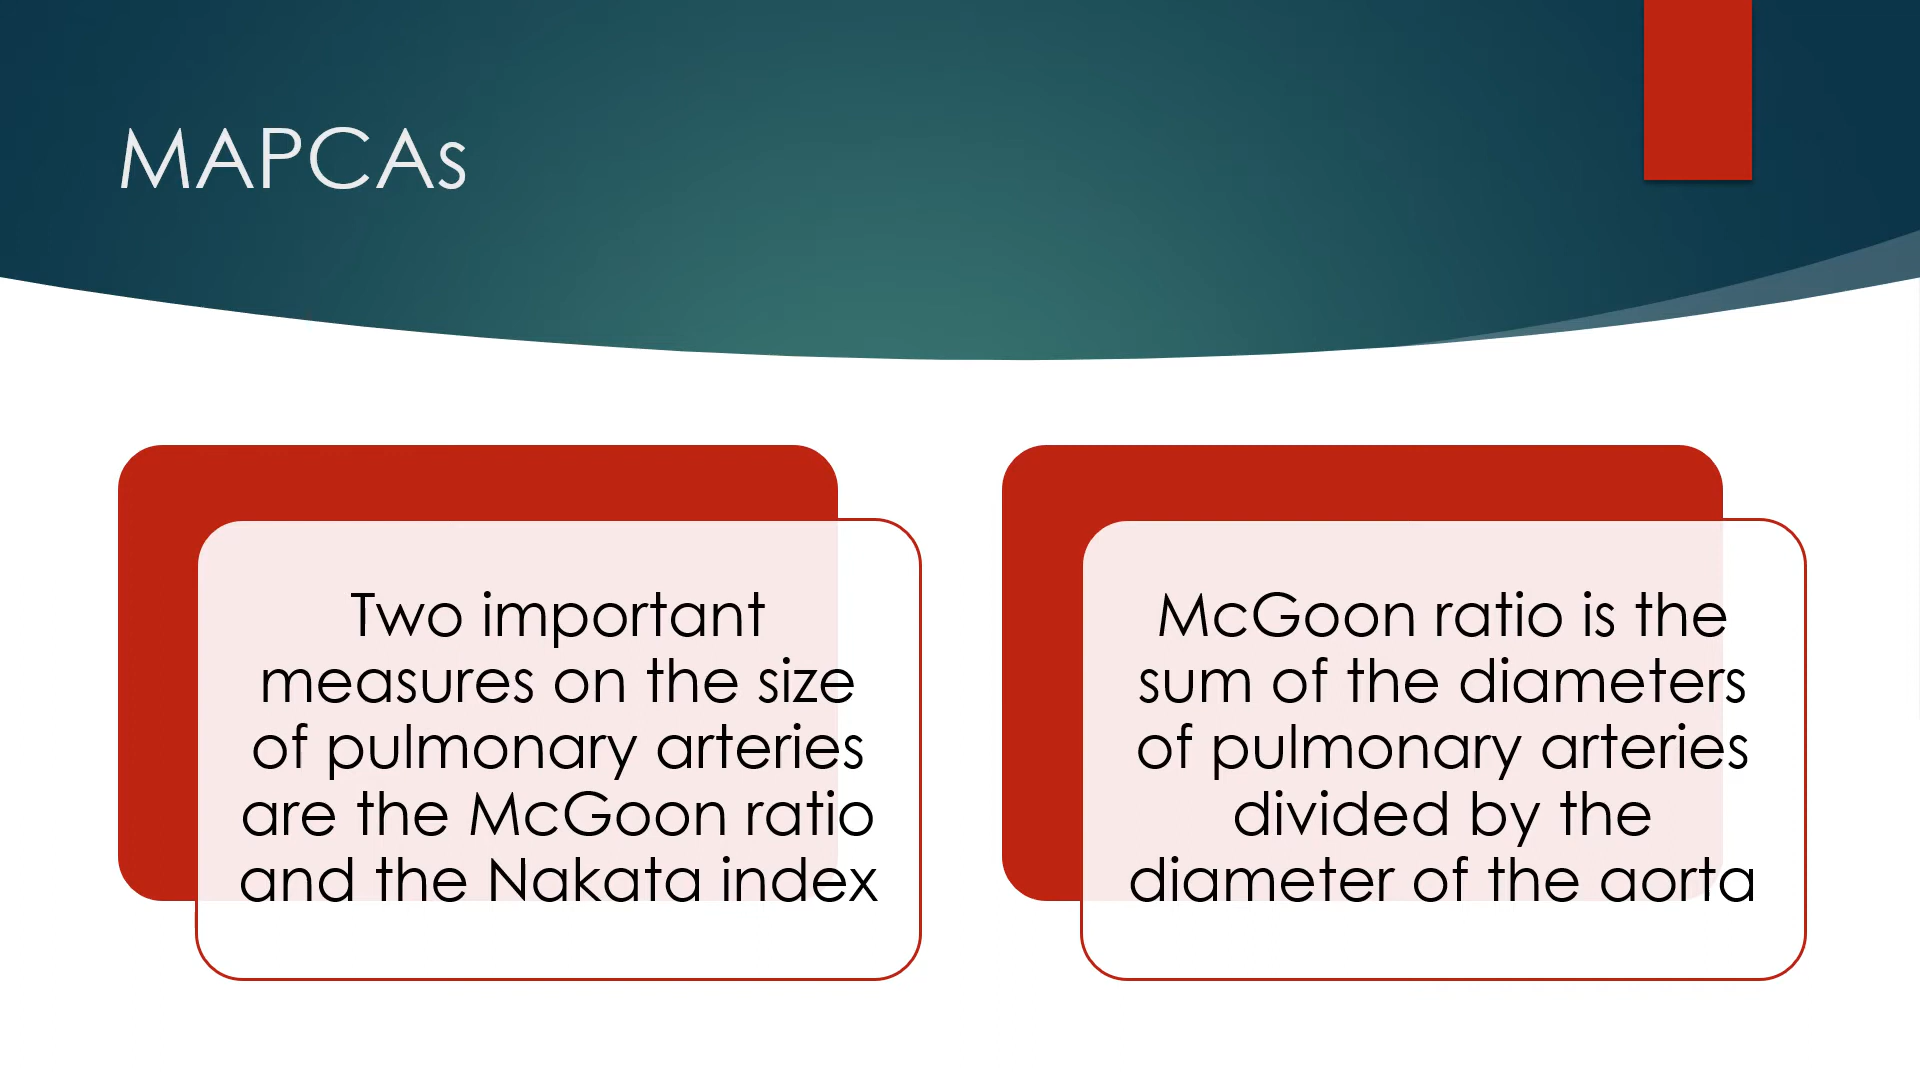 MAPCAs
Two important
measures on the size
of pulmonary arteries
are the McGoon ratio
and the Nakata index
McGoon ratio is the
sum of the diameters
of pulmonary arteries
divided by the
diameter of the aorta